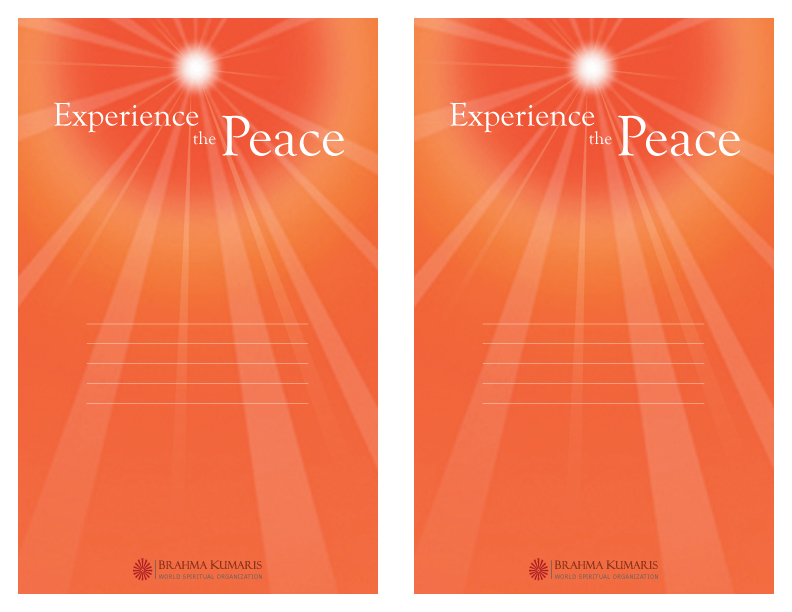 Experience
the Peace
BRAHMA KUMARIS
WORLD SPIRITUAL ORGANIZATION
Experience
the Peace
BRAHMA KUMARIS
WORLD SPIRITUAL ORGANIZATION